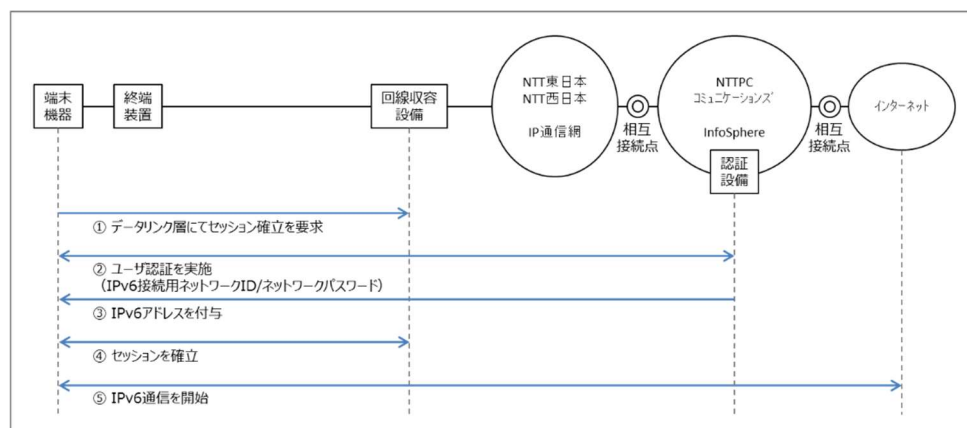 端末
機器
終端
装置
回線収容
設備
NTT東日本
NTT西日本
IP通信網
相互
接続点
NTTPC
コミュニケーションズ
InfoSphere
認証
設備
相互
接続点
インターネット
① データリンク層にてセッション確立を要求
② ユーザ認証を実施
（IPv6接続用ネットワークID/ネットワークパスワード）
③ IPv6アドレスを付与
④ セッションを確立
⑤ IPv6通信を開始